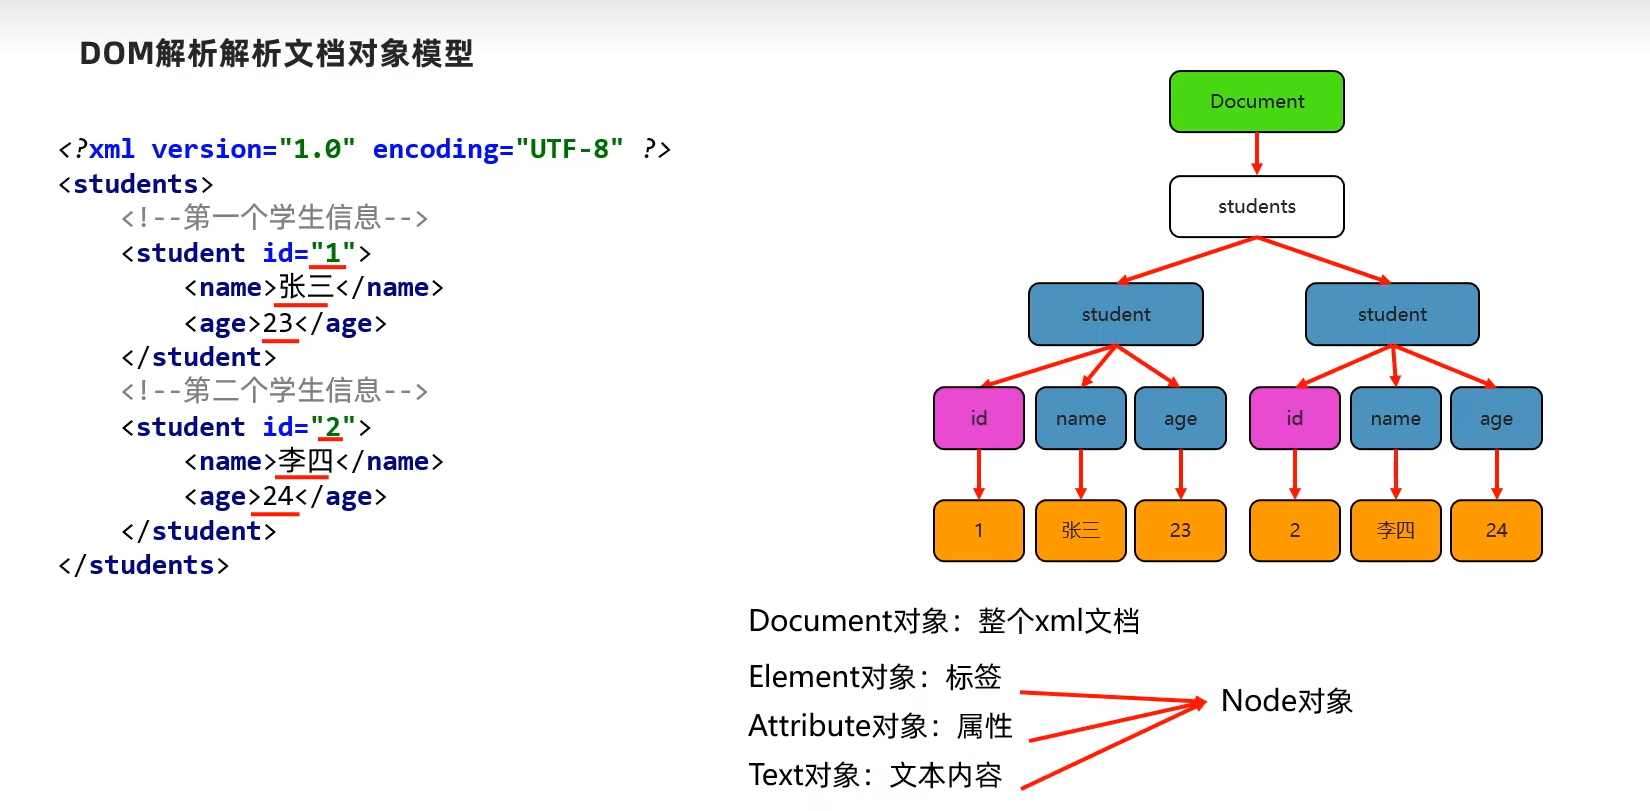 DOM解析解析文档对象模型
<?xml version="1.0" encoding="UTF-8" ?>
<students>
    <!--第一个学生信息-->
    <student id="1">
        <name>张三</name>
        <age>23</age>
    </student>
    <!--第二个学生信息-->
    <student id="2">
        <name>李四</name>
        <age>24</age>
    </student>
</students>
Document
students
student student
id name age id name age
1 张三 23 2 李四 24
Document对象：整个xml文档
Element对象：标签
Attribute对象：属性
Text对象：文本内容
Node对象